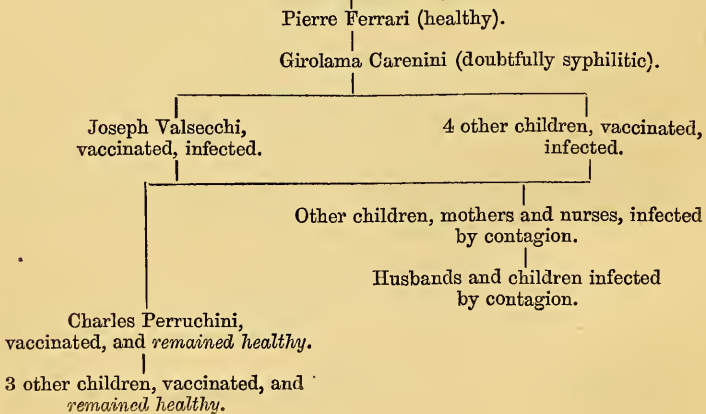 Pierre Ferrari (healthy).
Girolama Carenini (doubtfully syphilitic).
Joseph Valsecchi,
vaccinated, infected.
4 other children, vaccinated,
infected.
Other children, mothers and nurses, infected
by contagion.
Husbands and children infected
by contagion.
Charles Perruchini,
vaccinated, and remained healthy.
3 other children, vaccinated, and
remained healthy.